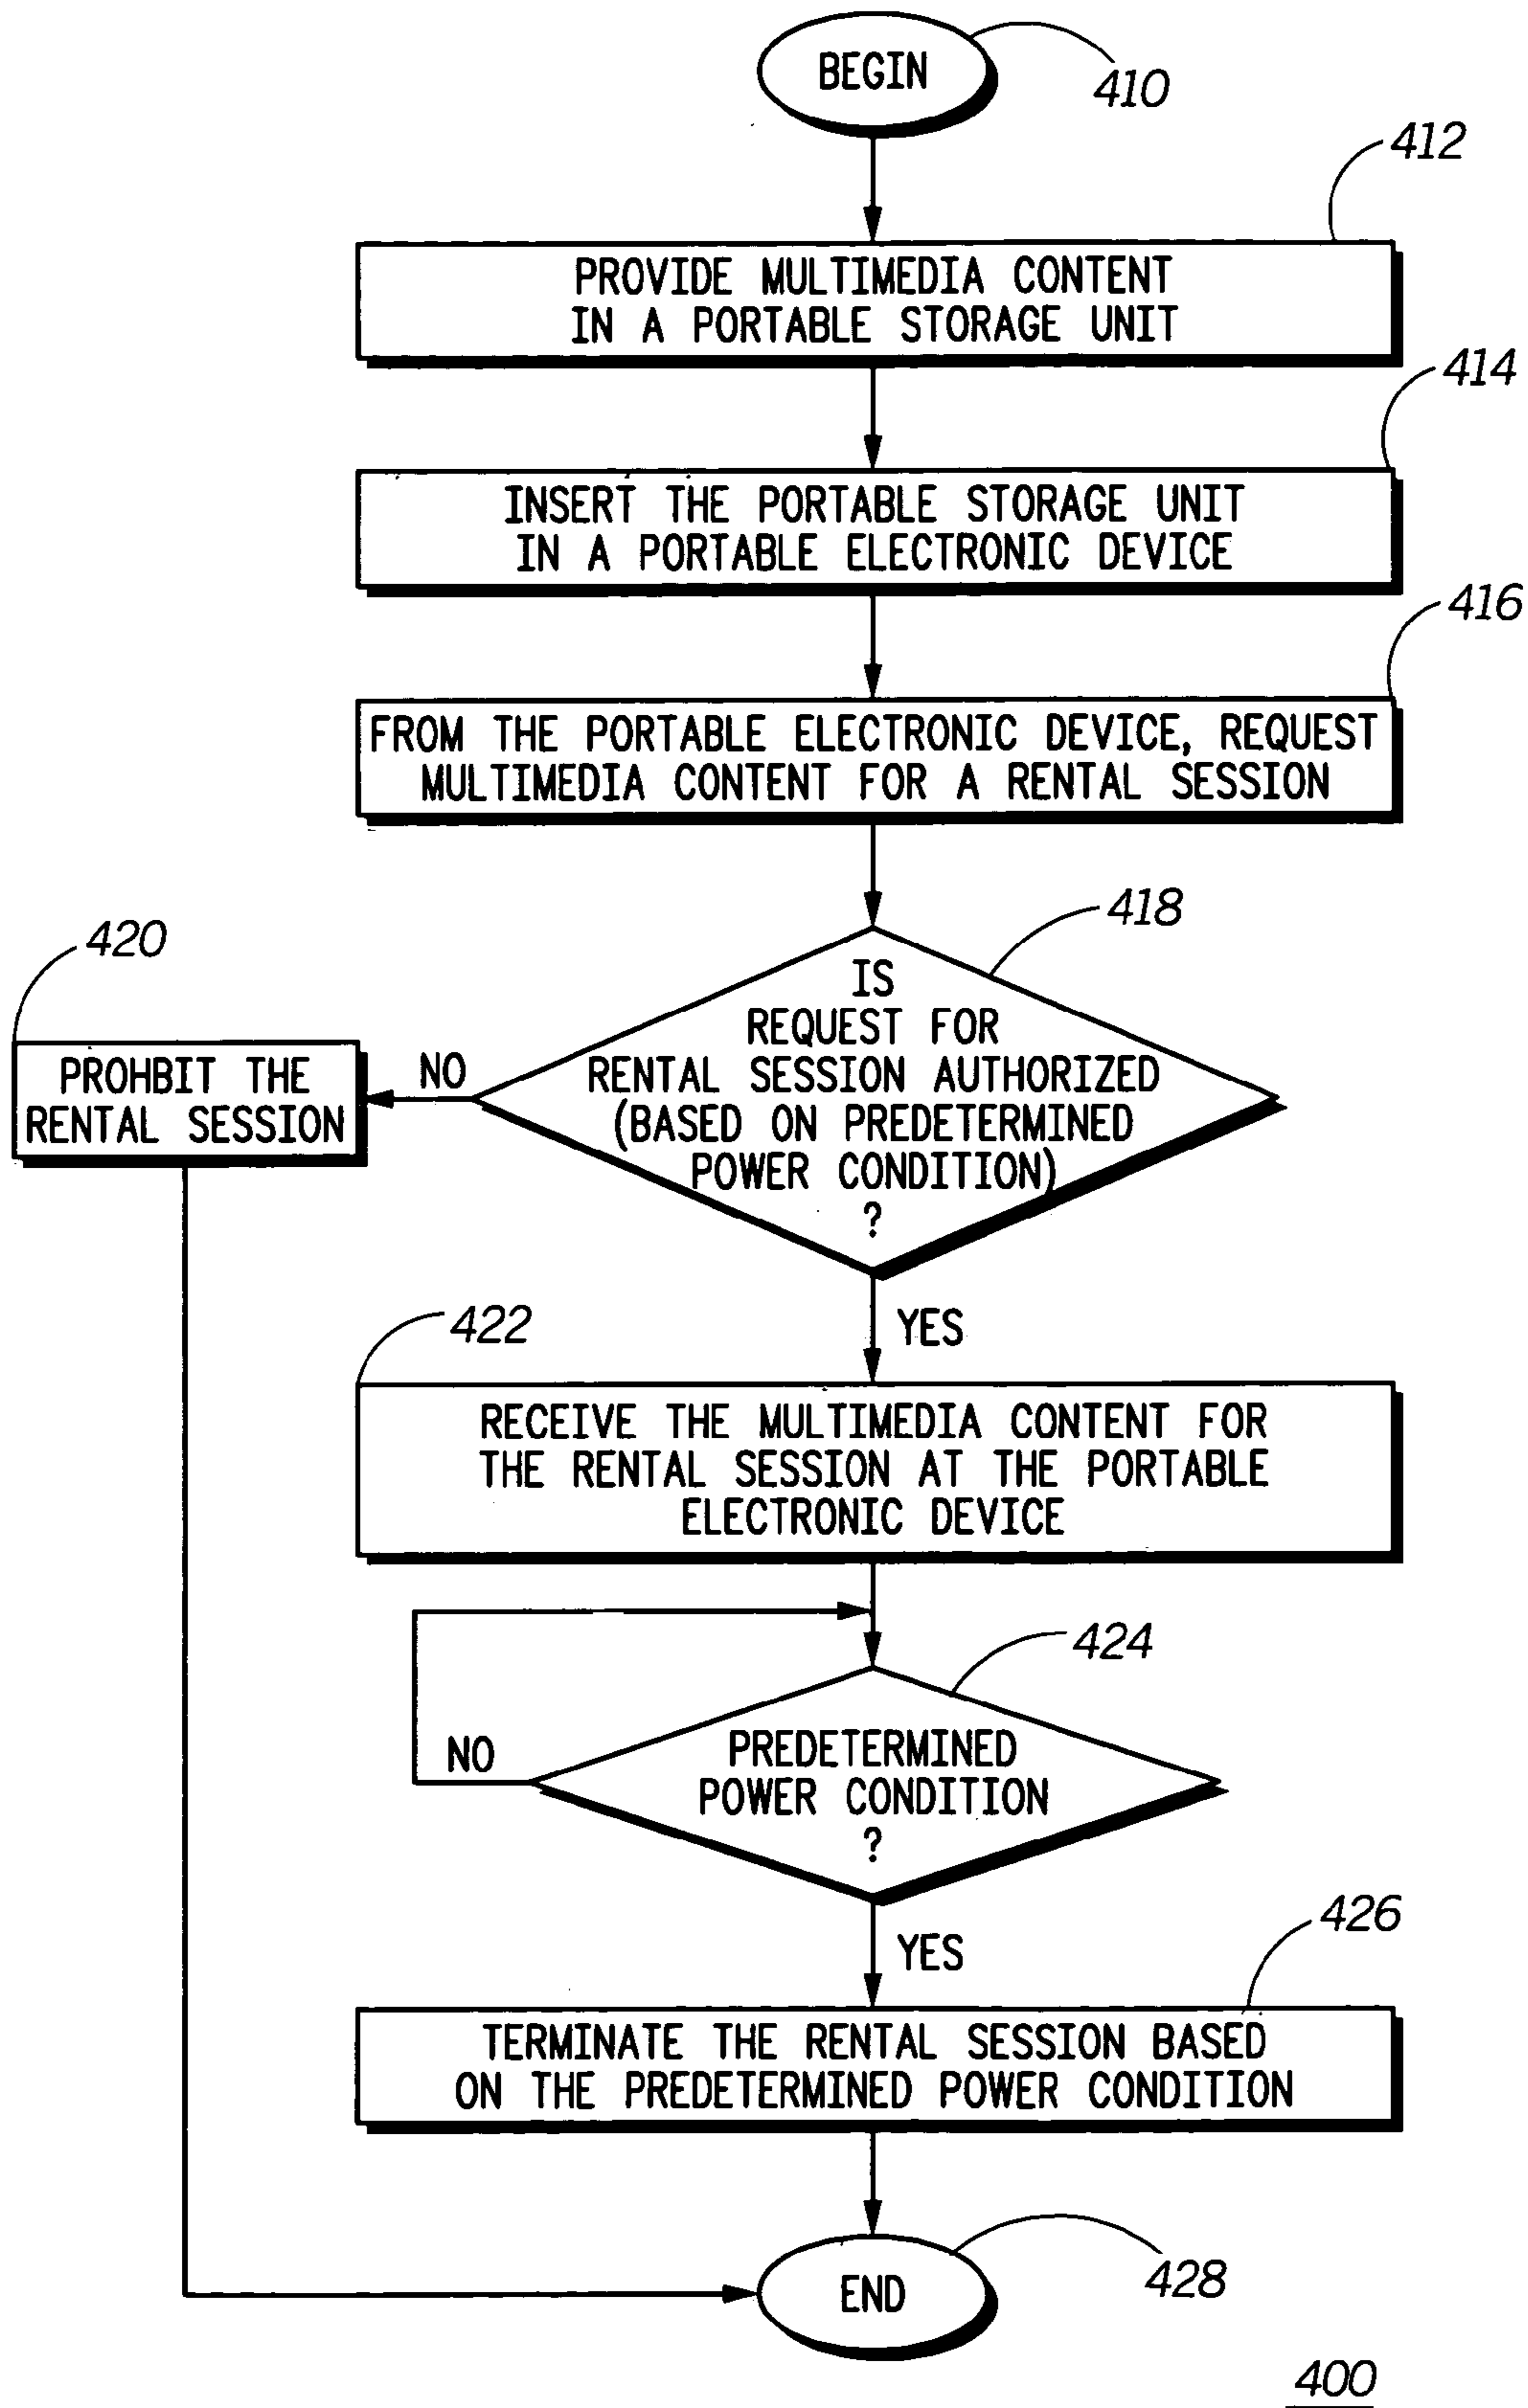 BEGIN
410
412
PROVIDE MULTIMEDIA CONTENT
IN A PORTABLE STORAGE UNIT
414
INSERT THE PORTABLE STORAGE UNIT
IN A PORTABLE ELECTRONIC DEVICE
416
FROM THE PORTABLE ELECTRONIC DEVICE, REQUEST
MULTIMEDIA CONTENT FOR A RENTAL SESSION
418
IS
REQUEST FOR
RENTAL SESSION AUTHORIZED
(BASED ON PREDETERMINED
POWER CONDITION)
?
NO
420
PROHBIT THE
RENTAL SESSION
YES
422
RECEIVE THE MULTIMEDIA CONTENT FOR
THE RENTAL SESSION AT THE PORTABLE
ELECTRONIC DEVICE
424
PREDETERMINED
POWER CONDITION
?
NO
YES
426
TERMINATE THE RENTAL SESSION BASED
ON THE PREDETERMINED POWER CONDITION
END
428
400